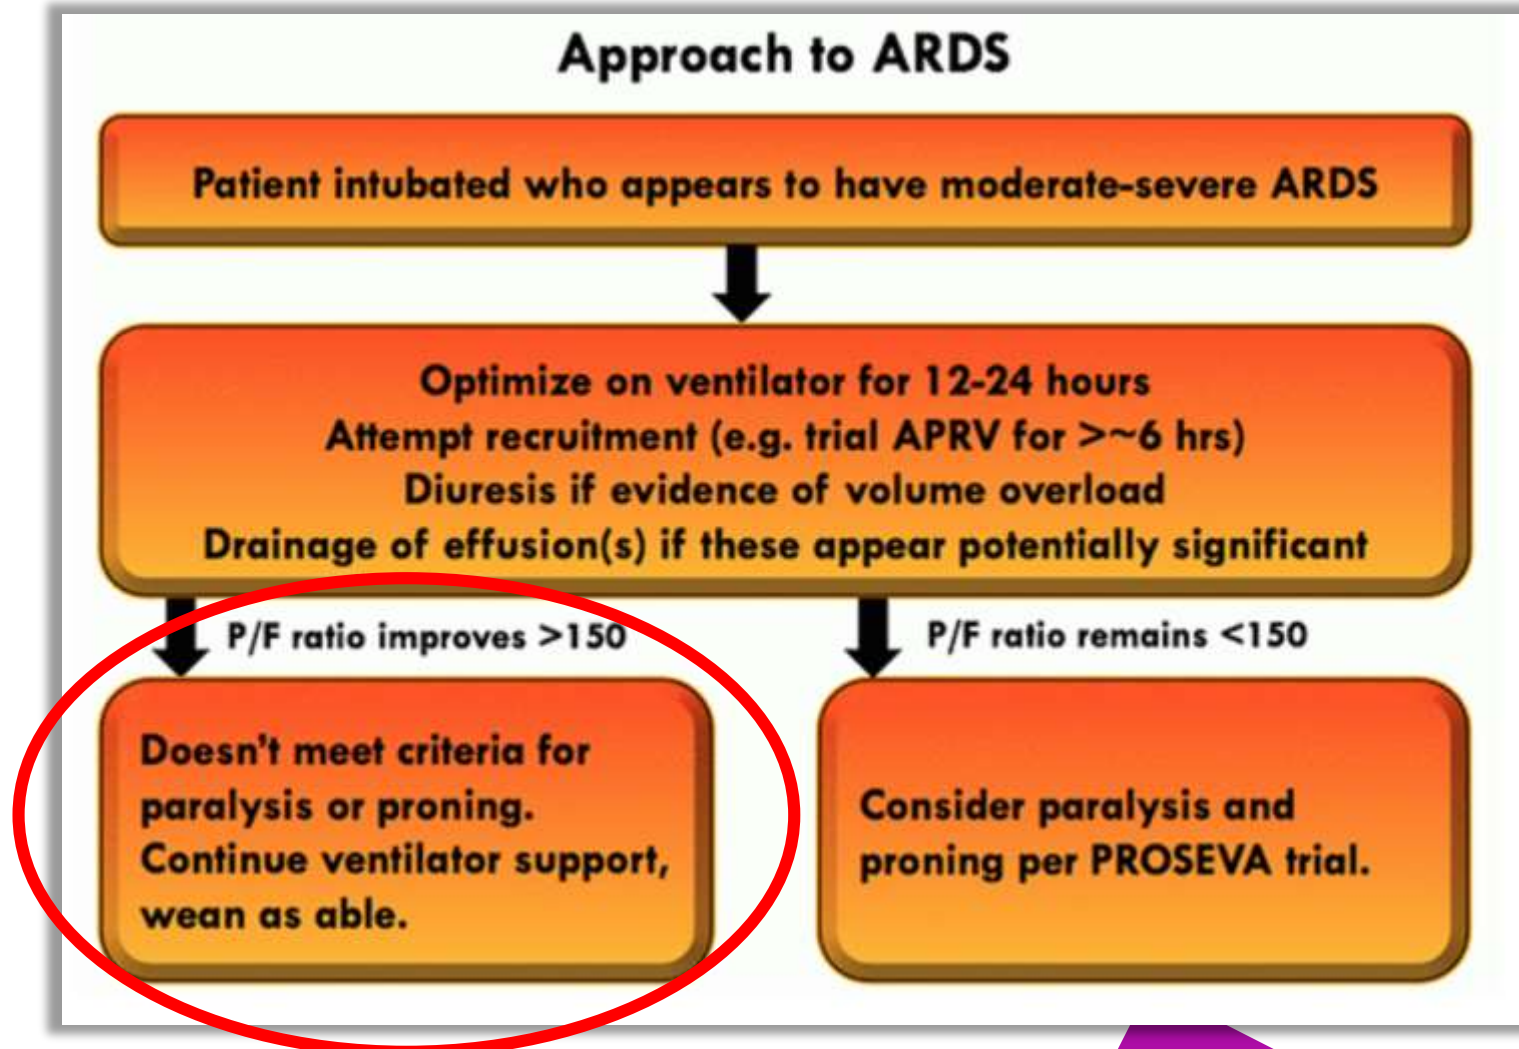 Approach to ARDS
Patient intubated who appears to have moderate-severe ARDS
Optimize on ventilator for 12-24 hours
Attempt recruitment (e.g. trial APRV for >~6 hrs)
Diuresis if evidence of volume overload
Drainage of effusion(s) if these appear potentially significant
P/F ratio improves >150
P/F ratio remains <150
Doesn't meet criteria for
paralysis or proning.
Continue ventilator support,
wean as able.
Consider paralysis and
proning per PROSEVA trial.